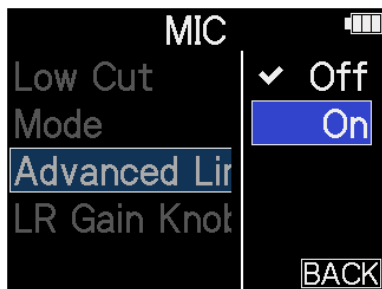 MIC
Low Cut
Mode
Advanced Lir
LR Gain Knob
Off
On
BACK